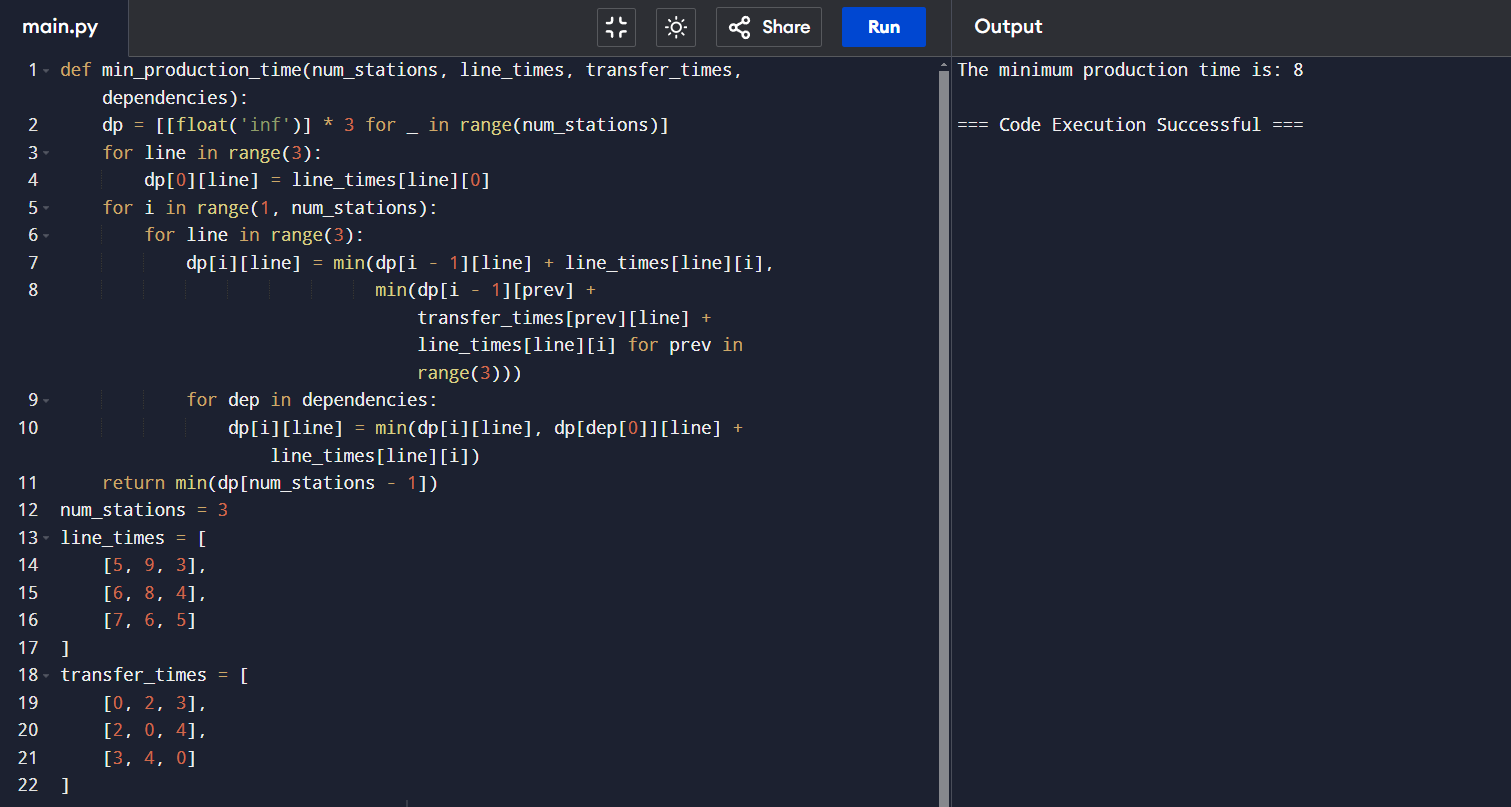 main.py
Share
Run
Output
1 def min_production_time(num_stations, line_times, transfer_times,
dependencies):
2 dp = [[float('inf')] * 3 for _ in range(num_stations)]
3 for line in range(3):
4 dp[0][line] = line_times[line][0]
5 for i in range(1, num_stations):
6 for line in range(3):
7 dp[i][line] = min(dp[i - 1][line] + line_times[line][i],
8 min(dp[i - 1][prev] +
transfer_times[prev][line] +
line_times[line][i] for prev in
range(3)))
9 for dep in dependencies:
10 dp[i][line] = min(dp[i][line], dp[dep[0]][line] +
line_times[line][i])
11 return min(dp[num_stations - 1])
12 num_stations = 3
13 line_times = [
14 [5, 9, 3],
15 [6, 8, 4],
16 [7, 6, 5]
17 ]
18 transfer_times = [
19 [0, 2, 3],
20 [2, 0, 4],
21 [3, 4, 0]
22 ]
The minimum production time is: 8
=== Code Execution Successful ===